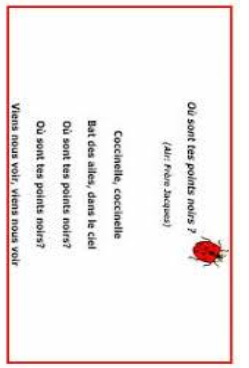 Où sont tes points noirs ?
(Air: Frère Jacques)
Coccinelle, coccinelle
Bat des ailes, dans le ciel
Où sont tes points noirs?
Où sont tes points noirs?
Viens nous voir, viens nous voir